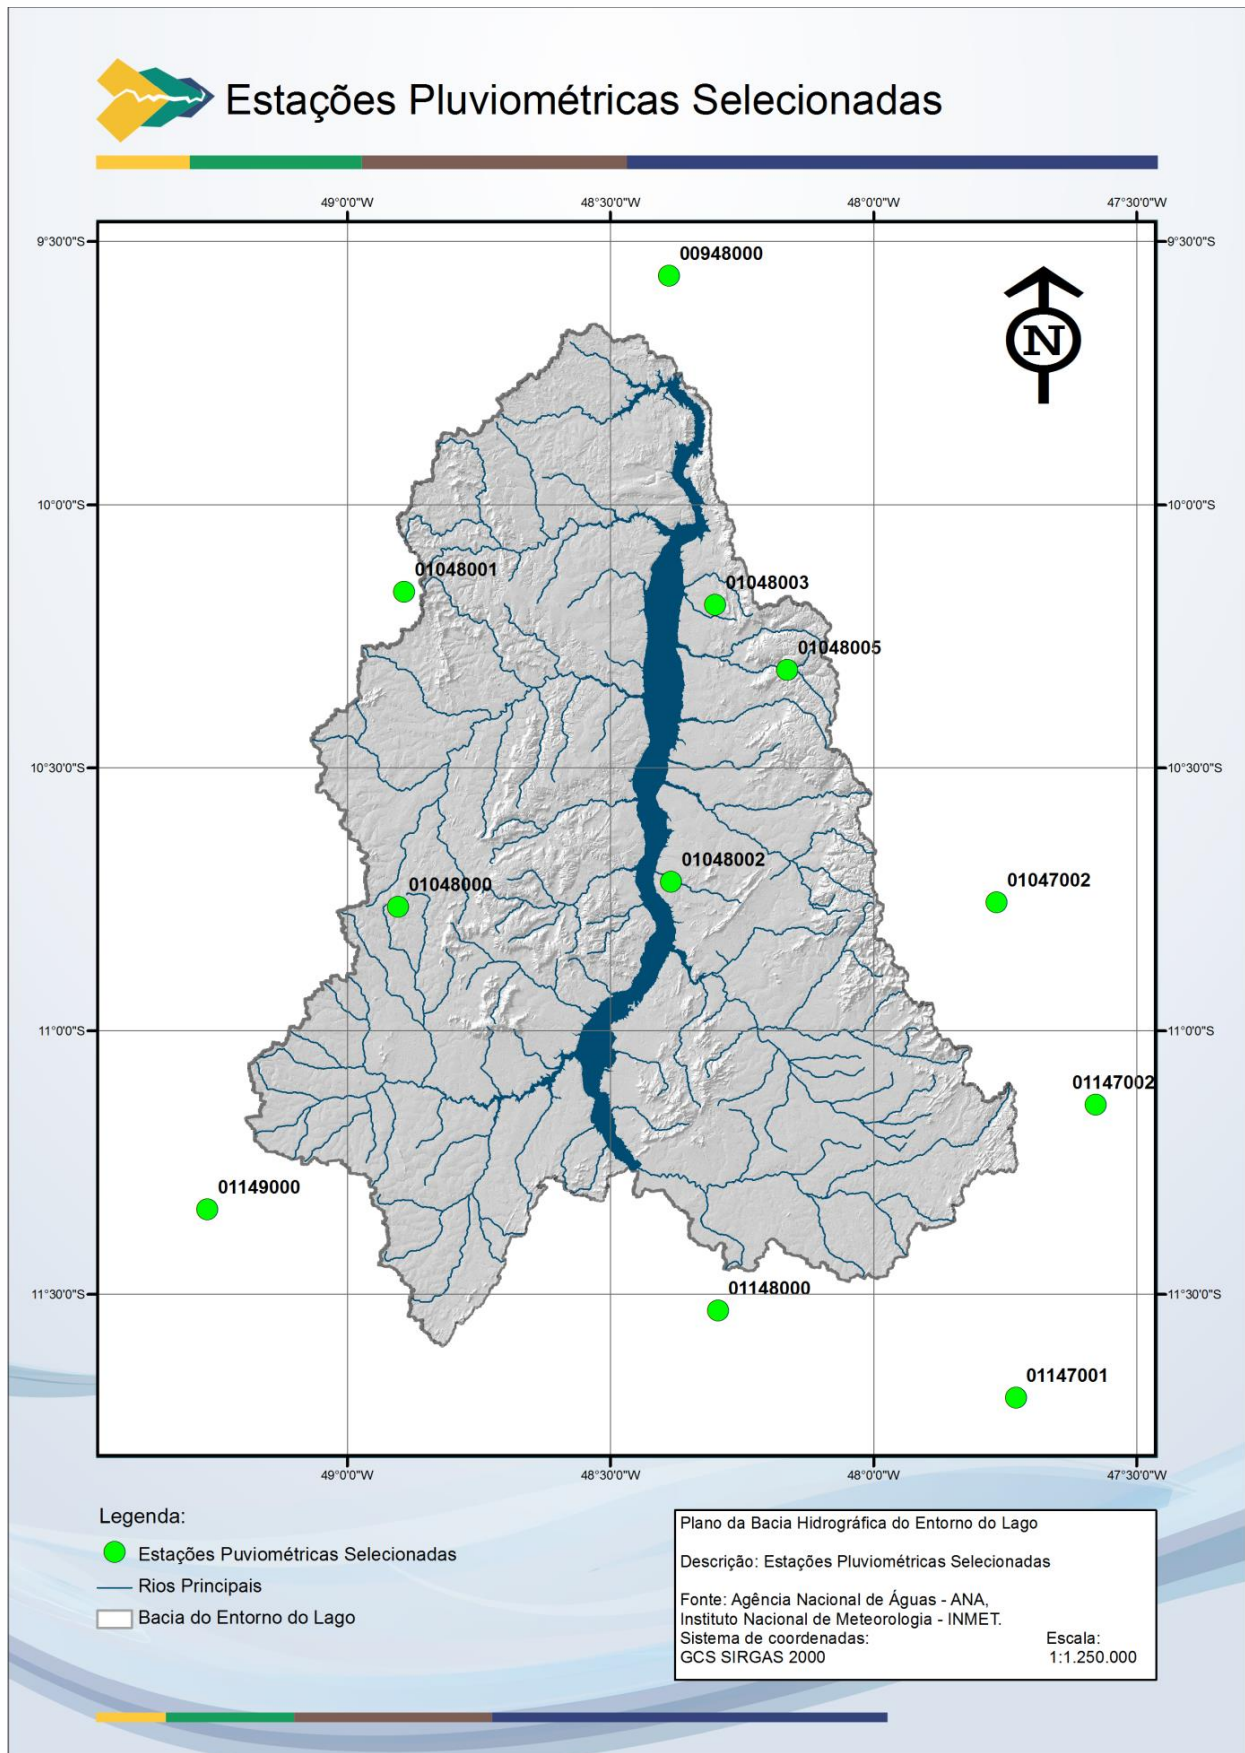 Estações Pluviométricas Selecionadas
49°0'0"W 48°30'0"W 48°0'0"W 47°30'0"W
9°30'0"S 9°30'0"S
00948000
N
10°0'0"S 10°0'0"S
01048001
01048003
01048005
10°30'0"S 10°30'0"S
01048002
01048000
01047002
11°0'0"S 11°0'0"S
01147002
01149000
01148000
11°30'0"S 11°30'0"S
01147001
49°0'0"W 48°30'0"W 48°0'0"W 47°30'0"W
Legenda:
Estações Puviométricas Selecionadas
Rios Principais
Bacia do Entorno do Lago
Plano da Bacia Hidrográfica do Entorno do Lago
Descrição: Estações Pluviométricas Selecionadas
Fonte: Agência Nacional de Águas - ANA,
Instituto Nacional de Meteorologia - INMET.
Sistema de coordenadas: Escala:
GCS SIRGAS 2000 1:1.250.000